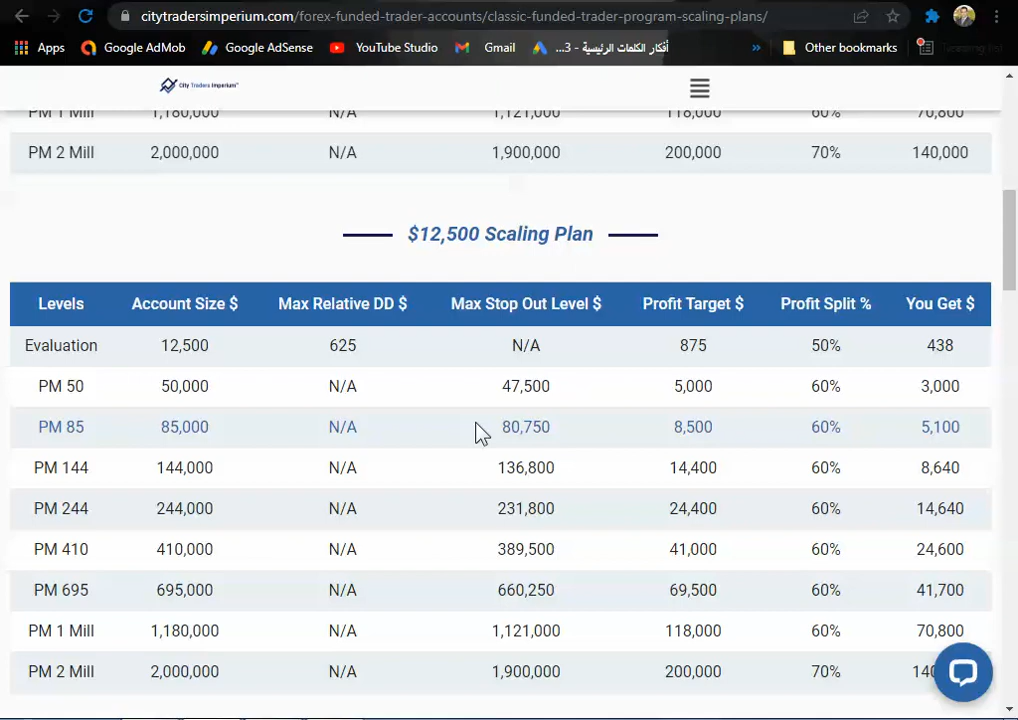 citytradersimperium.com/forex-funded-trader-accounts/classic-funded-trader-program-scaling-plans/
Apps Google AdMob Google AdSense YouTube Studio Gmail أفكار الكلمات الرئيسية - 3... » Other bookmarks Reading list
City Traders Imperium™
PM 1 Mill 1,180,000 N/A 1,121,000 118,000 60% 70,800
PM 2 Mill 2,000,000 N/A 1,900,000 200,000 70% 140,000
$12,500 Scaling Plan
Levels Account Size $ Max Relative DD $ Max Stop Out Level $ Profit Target $ Profit Split % You Get $
Evaluation 12,500 625 N/A 875 50% 438
PM 50 50,000 N/A 47,500 5,000 60% 3,000
PM 85 85,000 N/A 80,750 8,500 60% 5,100
PM 144 144,000 N/A 136,800 14,400 60% 8,640
PM 244 244,000 N/A 231,800 24,400 60% 14,640
PM 410 410,000 N/A 389,500 41,000 60% 24,600
PM 695 695,000 N/A 660,250 69,500 60% 41,700
PM 1 Mill 1,180,000 N/A 1,121,000 118,000 60% 70,800
PM 2 Mill 2,000,000 N/A 1,900,000 200,000 70% 140